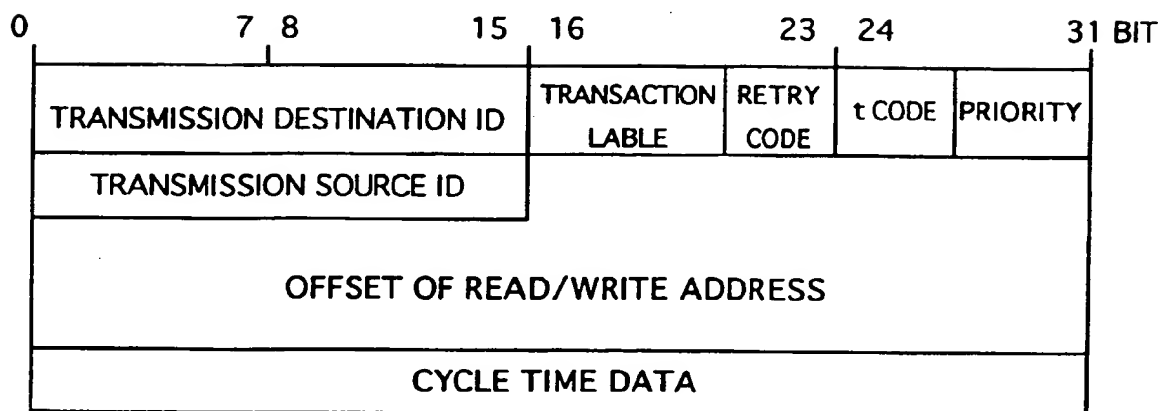 0 7 8 15 16 23 24 31 BIT
TRANSMISSION DESTINATION ID
TRANSACTION
LABLE
RETRY
CODE
t CODE
PRIORITY
TRANSMISSION SOURCE ID
OFFSET OF READ/WRITE ADDRESS
CYCLE TIME DATA